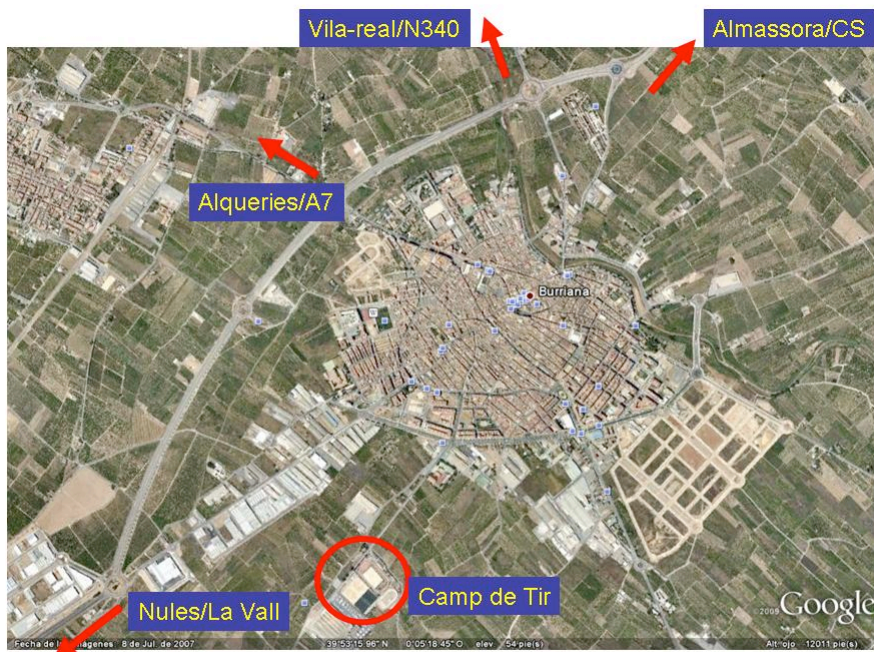 Vila-real/N340
Almassora/CS
Alqueries/A7
Burriana
Camp de Tir
Nules/La Vall
©2009 Google
Fecha de las imágenes: 8 de Jul. de 2007 39°53'15.96" N 0°05'18.45" O elev 54 pie(s) Alt. ojo 12011 pie(s)